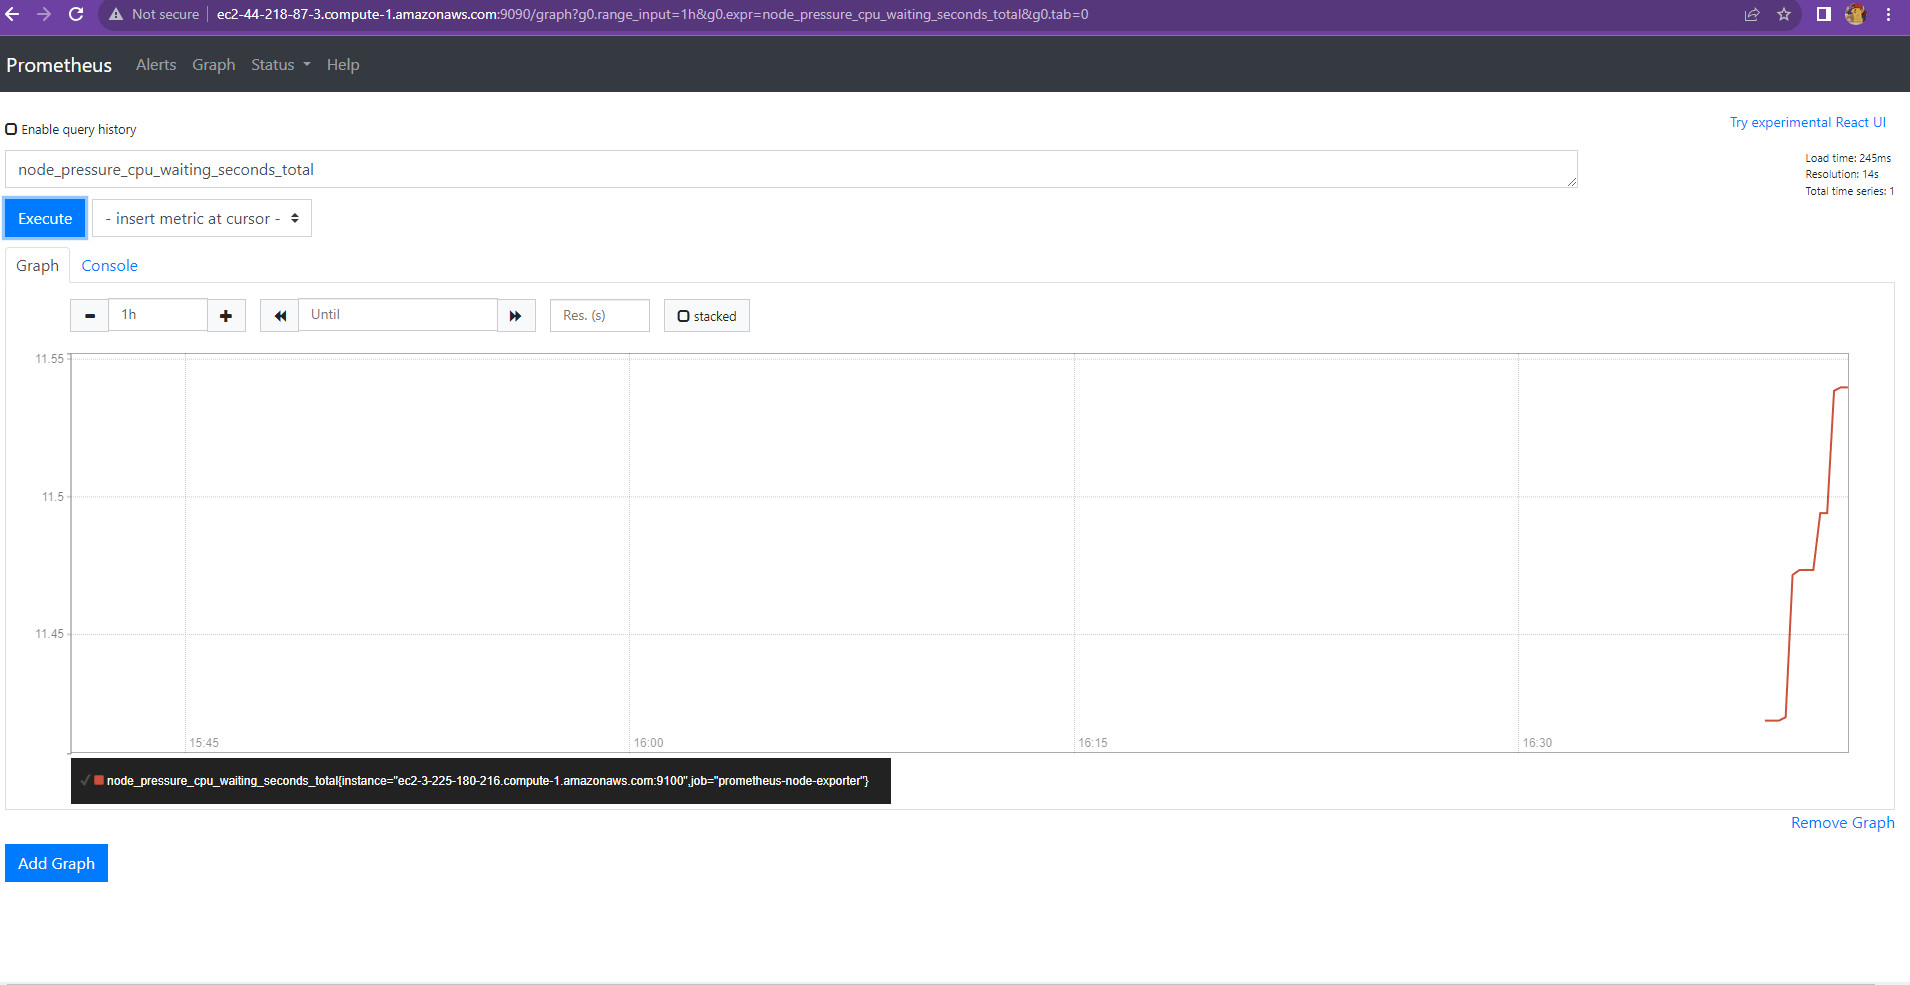 Not secure ec2-44-218-87-3.compute-1.amazonaws.com:9090/graph?g0.range_input=1h&g0.expr=node_pressure_cpu_waiting_seconds_total&g0.tab=0
Prometheus Alerts Graph Status Help
Enable query history
Try experimental React UI
node_pressure_cpu_waiting_seconds_total
Load time: 245ms
Resolution: 14s
Total time series: 1
Execute - insert metric at cursor -
Graph Console
1h Until Res. (s) stacked
11.55
11.5
11.45
15:45 16:00 16:15 16:30
node_pressure_cpu_waiting_seconds_total{instance="ec2-3-225-180-216.compute-1.amazonaws.com:9100",job="prometheus-node-exporter"}
Remove Graph
Add Graph